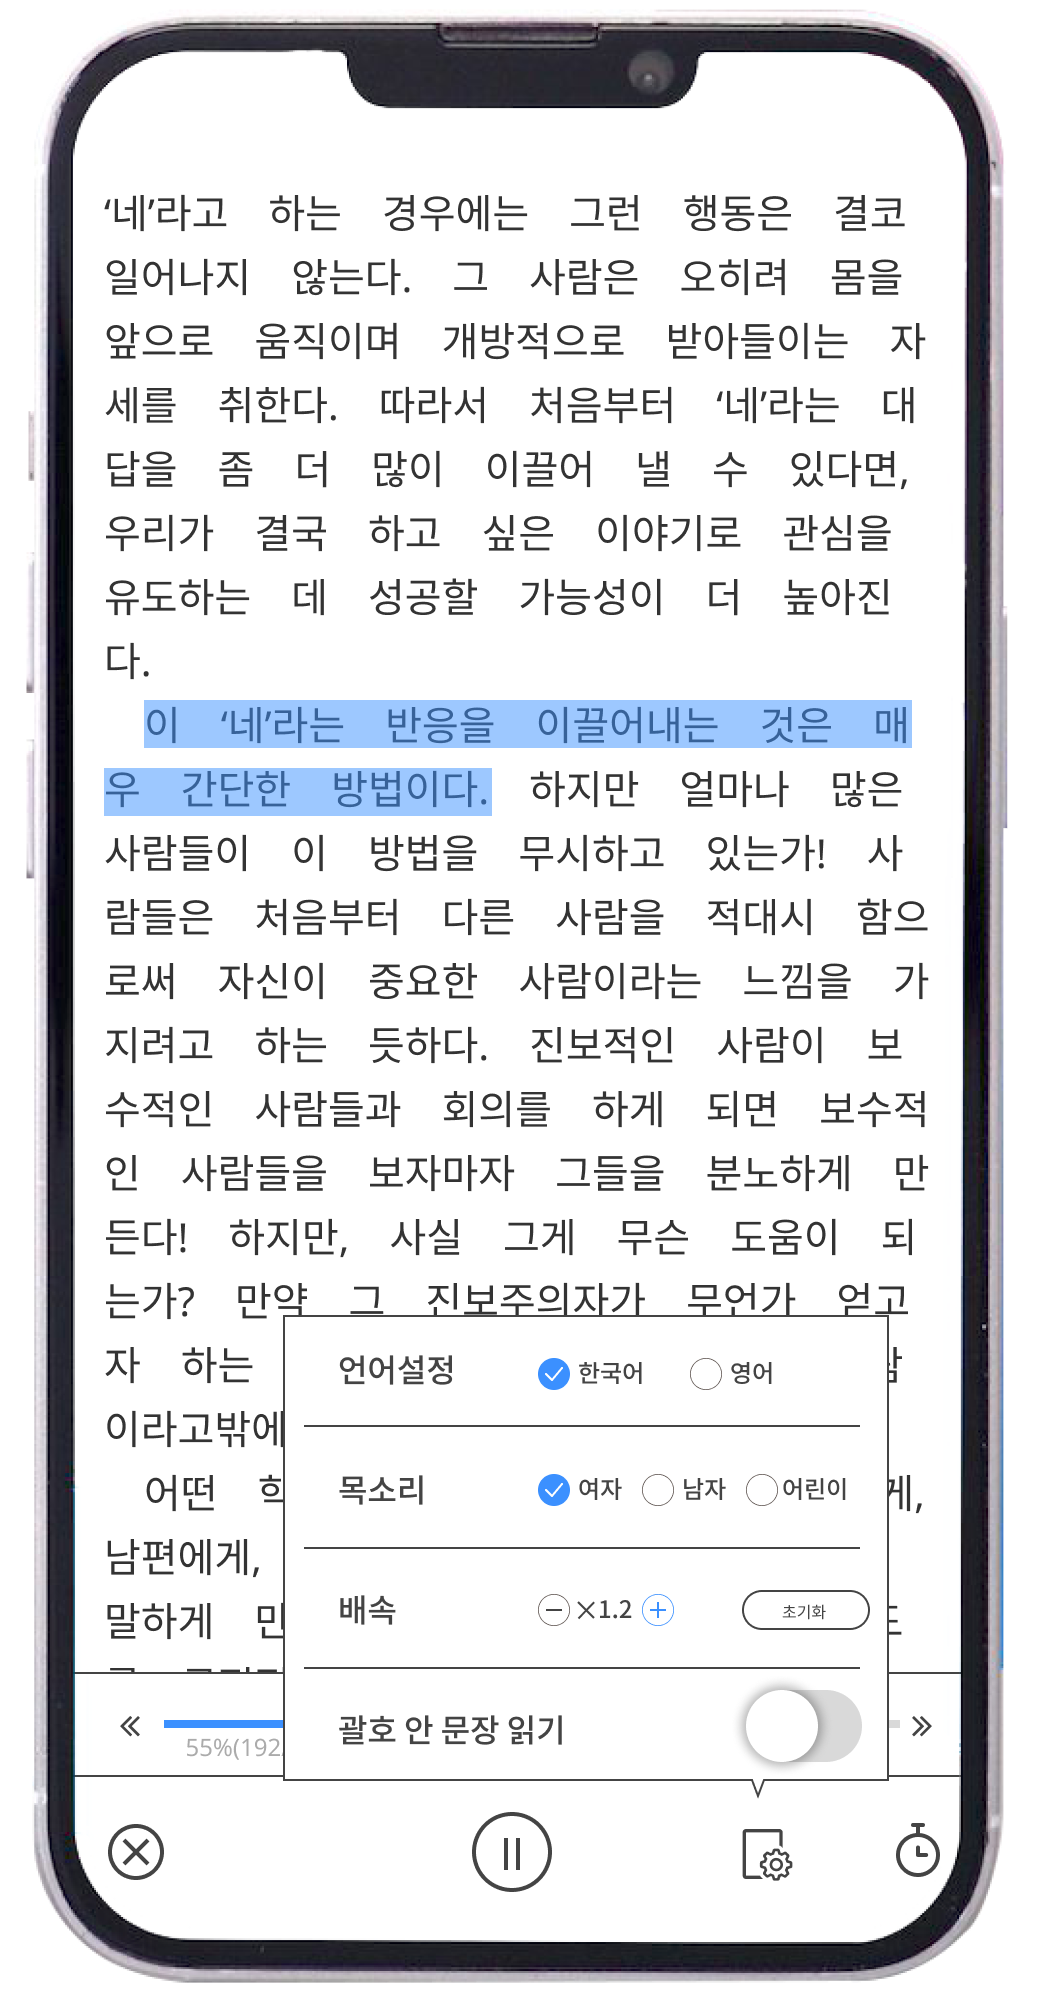 ‘네’라고 하는 경우에는 그런 행동은 결코
일어나지 않는다. 그 사람은 오히려 몸을
앞으로 움직이며 개방적으로 받아들이는 자
세를 취한다. 따라서 처음부터 ‘네’라는 대
답을 좀 더 많이 이끌어 낼 수 있다면,
우리가 결국 하고 싶은 이야기로 관심을
유도하는 데 성공할 가능성이 더 높아진
다.
이 ‘네’라는 반응을 이끌어내는 것은 매
우 간단한 방법이다. 하지만 얼마나 많은
사람들이 이 방법을 무시하고 있는가! 사
람들은 처음부터 다른 사람을 적대시 함으
로써 자신이 중요한 사람이라는 느낌을 가
지려고 하는 듯하다. 진보적인 사람이 보
수적인 사람들과 회의를 하게 되면 보수적
인 사람들을 보자마자 그들을 분노하게 만
든다! 하지만, 사실 그게 무슨 도움이 되
는가? 만약 그 진보주의자가 무언가 얻고
자 하는
이라고밖에
어떤 게,
남편에게,
말하게
언어설정 한국어 영어
목소리 여자 남자 어린이
배속 ×1.2 초기화
괄호 안 문장 읽기
55%(192